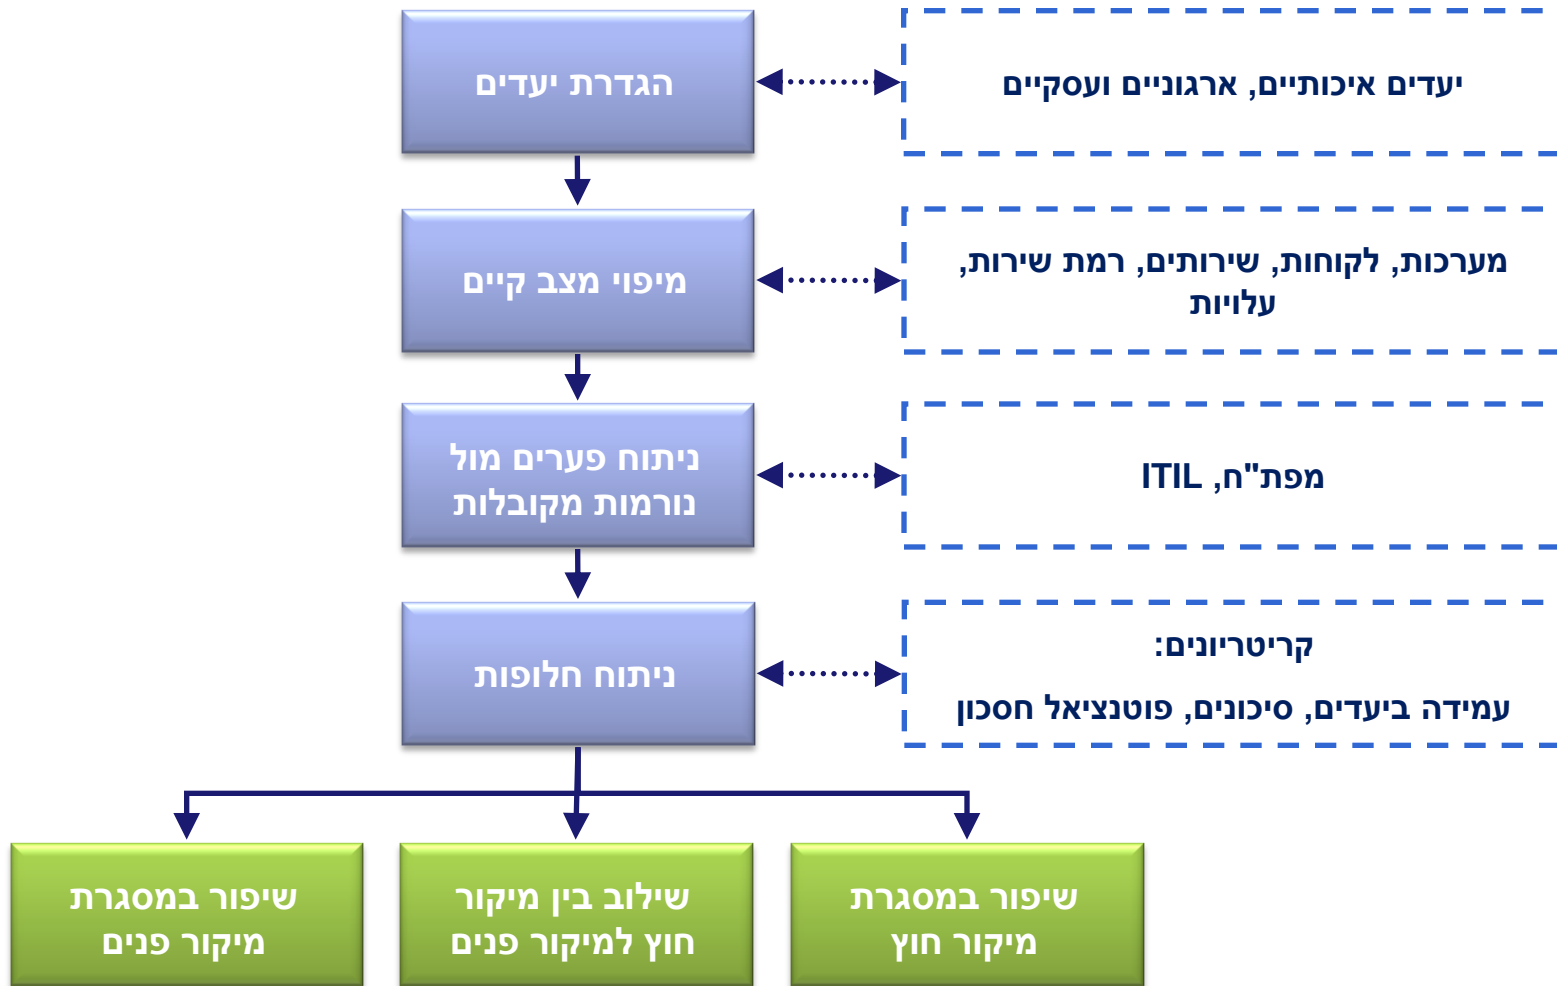 הגדרת יעדים
יעדים איכותיים, ארגוניים ועסקיים
מיפוי מצב קיים
מערכות, לקוחות, שירותים, רמת שירות,
עלויות
ניתוח פערים מול
נורמות מקובלות
מפת"ח, ITIL
ניתוח חלופות
קריטריונים:
עמידה ביעדים, סיכונים, פוטנציאל חסכון
שיפור במסגרת
מיקור חוץ
שילוב בין מיקור
חוץ למיקור פנים
שיפור במסגרת
מיקור פנים